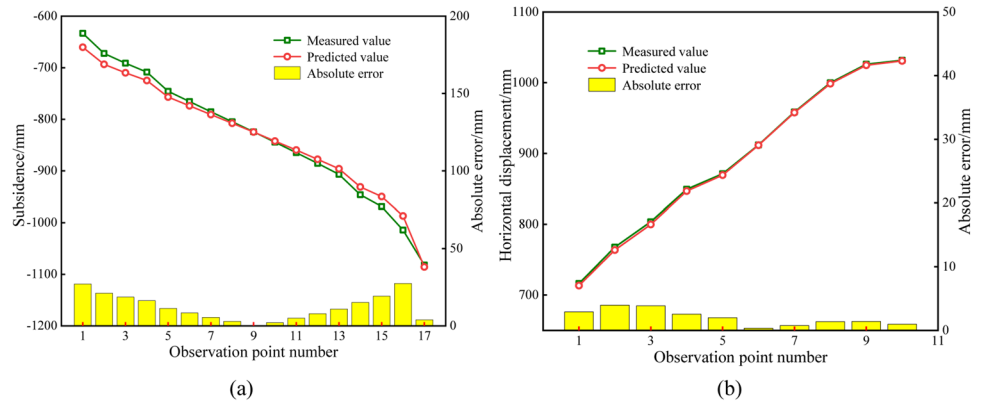 -600
-700
-800
-900
-1000
-1100
-1200
Subsidence/mm
200
150
100
50
0
Absolute error/mm
Measured value
Predicted value
Absolute error
1 3 5 7 9 11 13 15 17
Observation point number
(a)
1100
1000
900
800
700
Horizontal displacement/mm
50
40
30
20
10
0
Absolute error/mm
Measured value
Predicted value
Absolute error
1 3 5 7 9 11
Observation point number
(b)